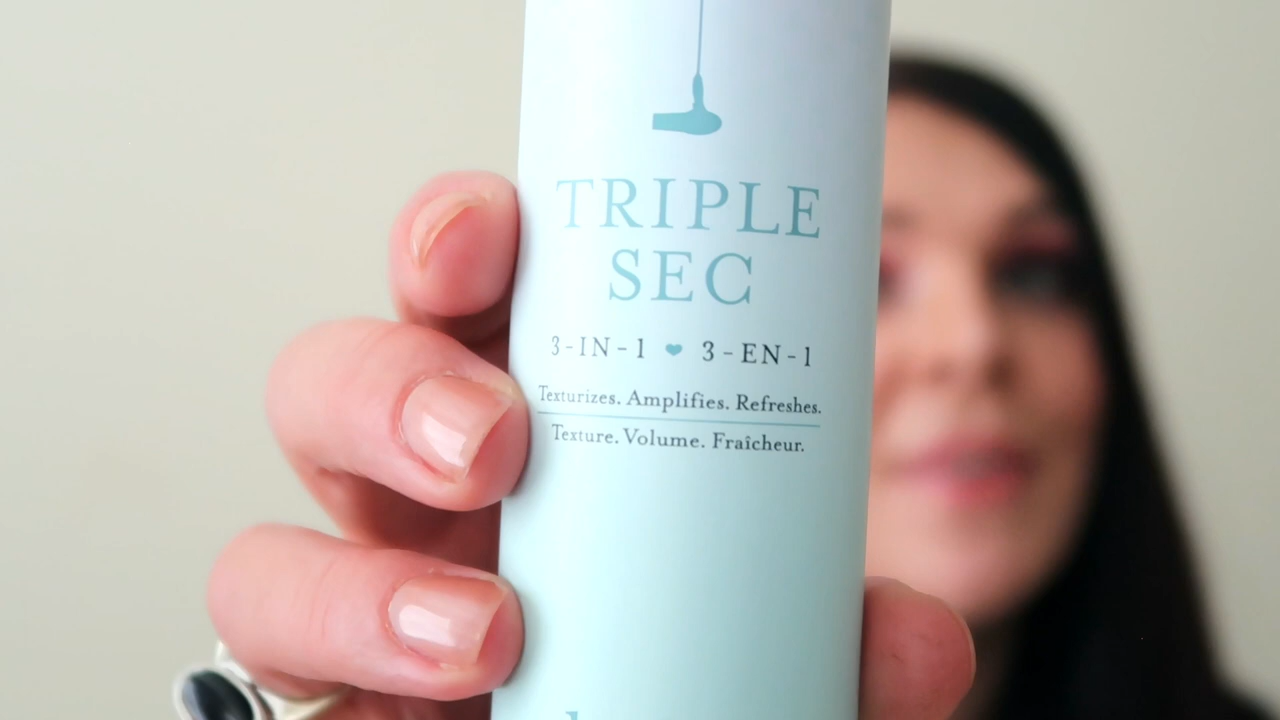 TRIPLE
SEC
3-IN-1 ♥ 3-EN-1
Texturizes. Amplifies. Refreshes.
Texture. Volume. Fraîcheur.